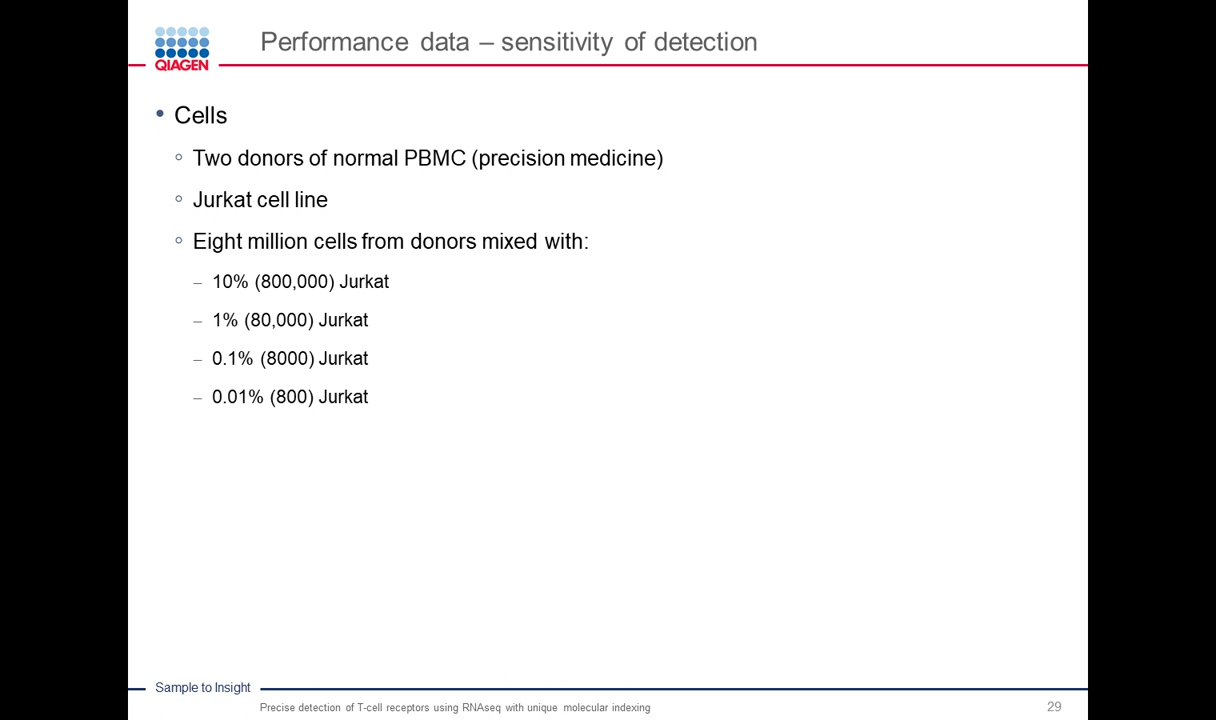 QIAGEN
Performance data – sensitivity of detection
• Cells
◦ Two donors of normal PBMC (precision medicine)
◦ Jurkat cell line
◦ Eight million cells from donors mixed with:
– 10% (800,000) Jurkat
– 1% (80,000) Jurkat
– 0.1% (8000) Jurkat
– 0.01% (800) Jurkat
Sample to Insight
Precise detection of T-cell receptors using RNAseq with unique molecular indexing
29